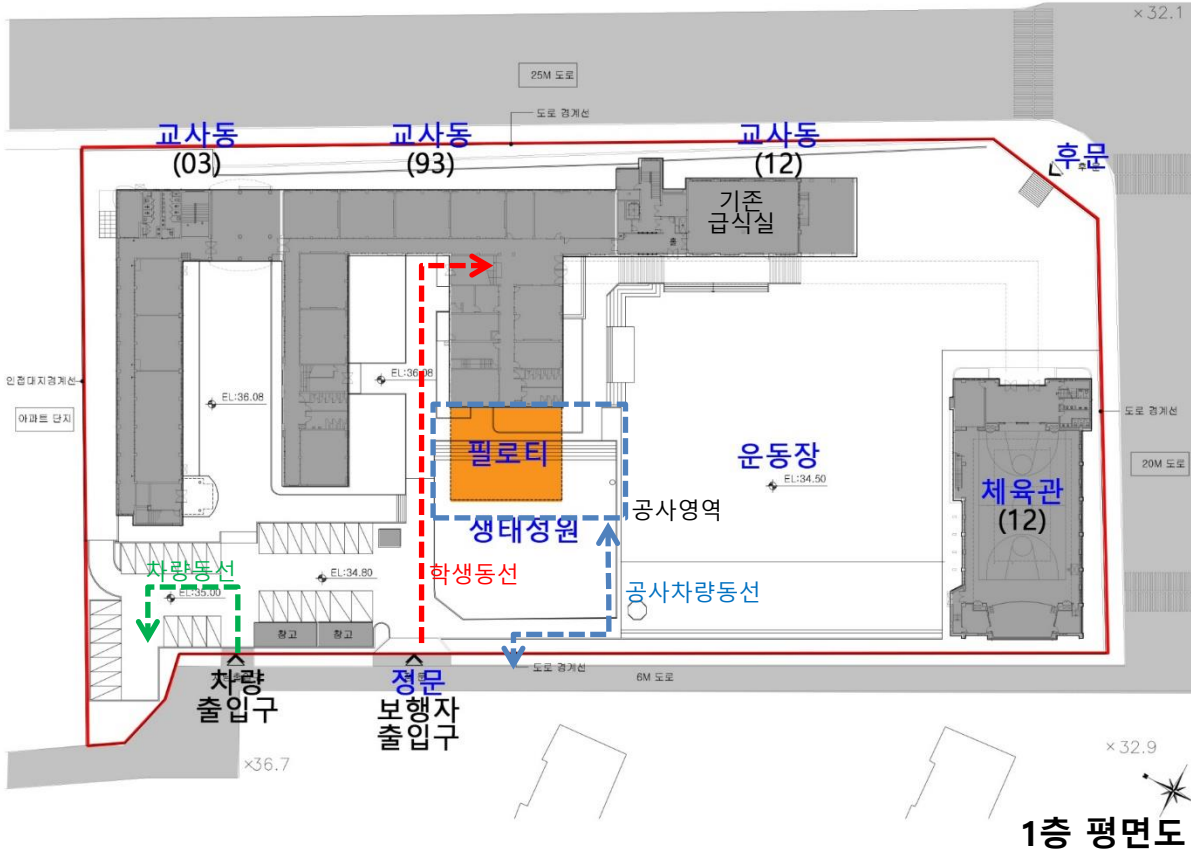 ×32.1
25M 도로
도로 경계선
교사동
(03)
교사동
(93)
교사동
(12)
후문
기존
급식실
인접대지경계선
아파트 단지
EL:36.08
EL:36.08
필로티
공사영역
생태정원
운동장
EL:34.50
체육관
(12)
도로 경계선
20M 도로
차량동선
EL:35.00
EL:34.80
학생동선
공사차량동선
창고
창고
차량
출입구
정문
보행자
출입구
도로 경계선
6M 도로
×36.7
×32.9
1층 평면도